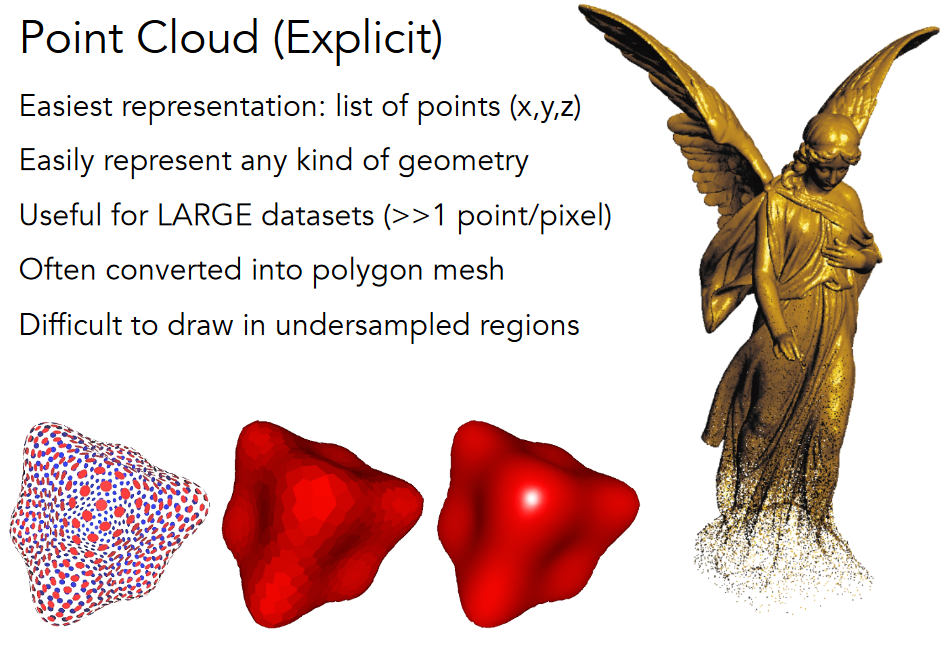 Point Cloud (Explicit)
Easiest representation: list of points (x,y,z)
Easily represent any kind of geometry
Useful for LARGE datasets (>>1 point/pixel)
Often converted into polygon mesh
Difficult to draw in undersampled regions